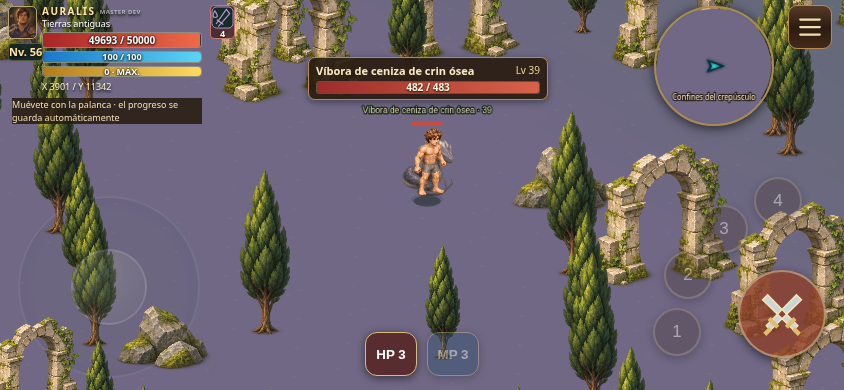 AURALIS MASTER DEV
Tierras antiguas
49693 / 50000
Nv. 56
100 / 100
0 - MAX.
X 3901 / Y 11342
Muévete con la palanca · el progreso se
guarda automáticamente
4
Víbora de ceniza de crin ósea Lv 39
482 / 483
Víbora de ceniza de crin ósea · 39
Confines del crepúsculo
4
3
2
1
HP 3
MP 3